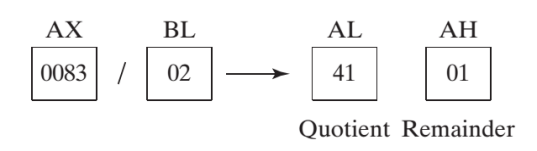 AX BL AL AH
0083 / 02 41 01
Quotient Remainder